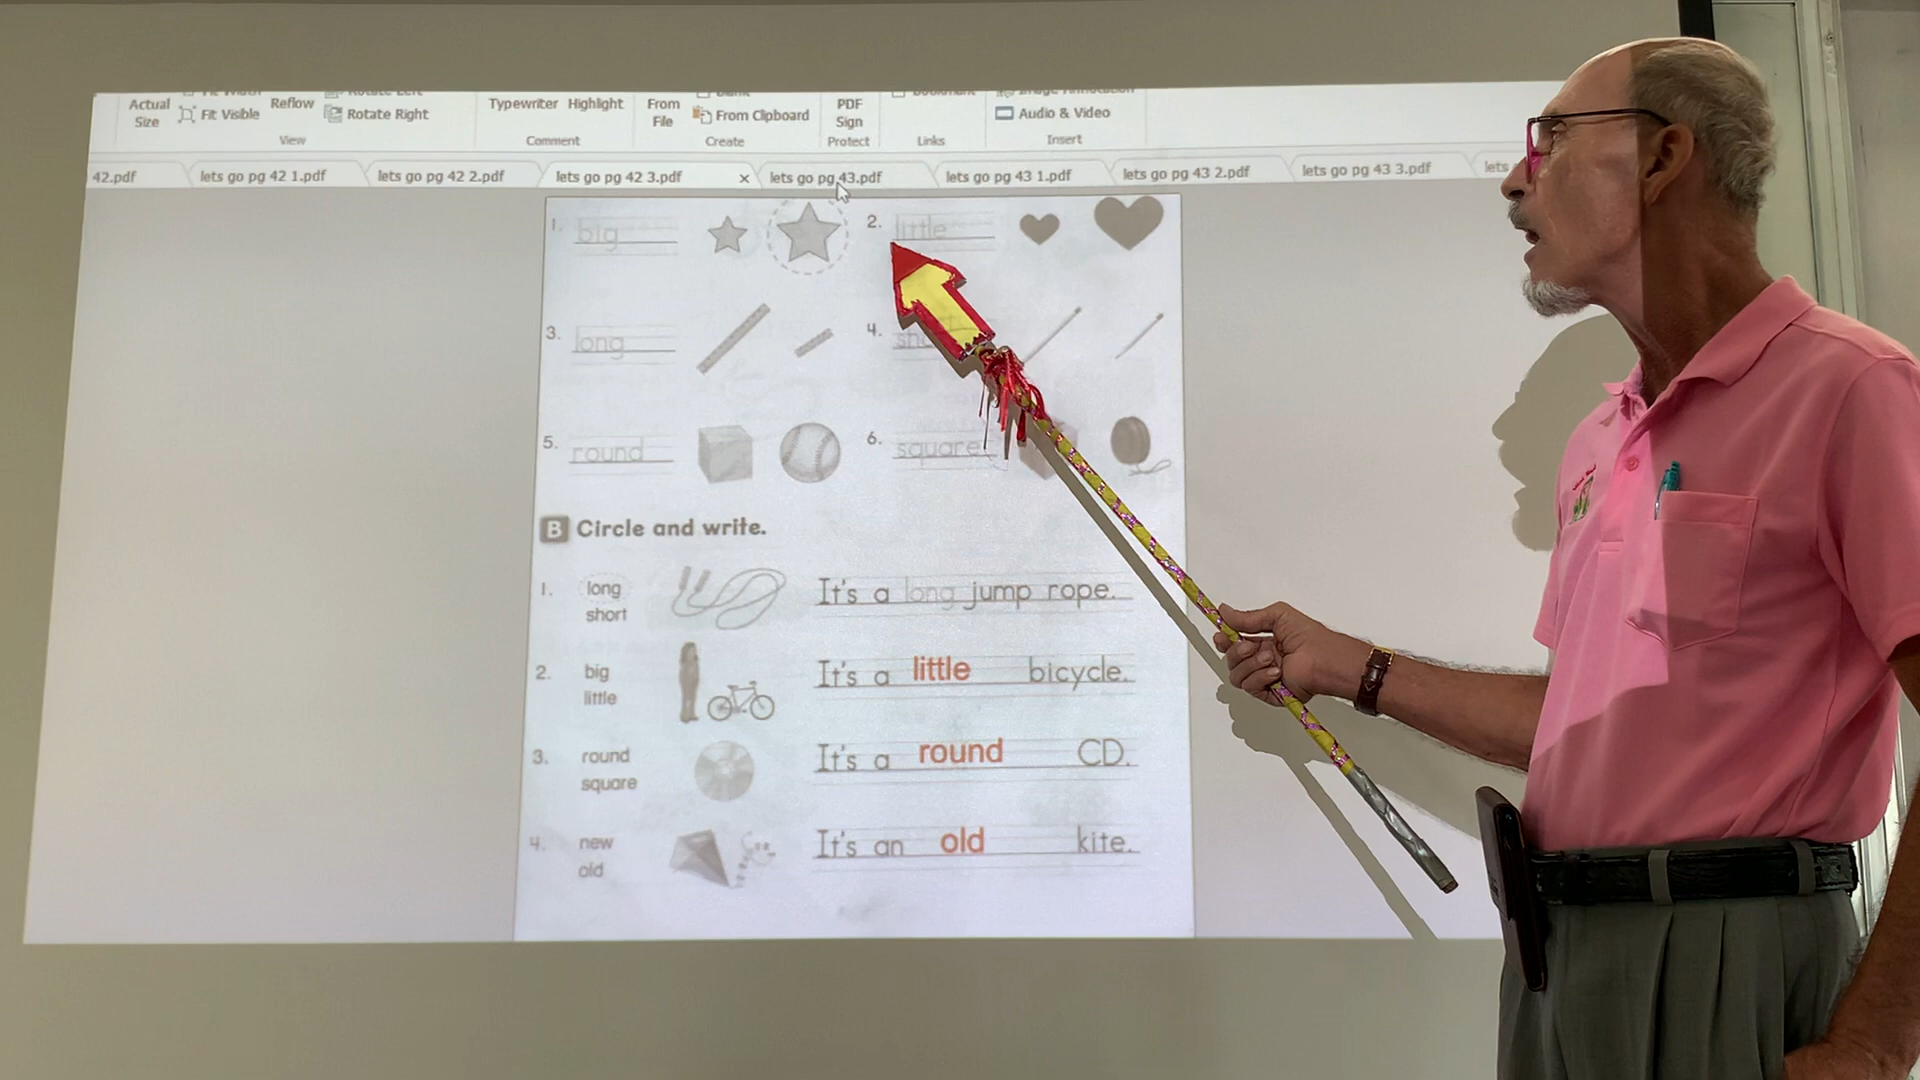 Actual Size
Fit Visible
Reflow
Rotate Right
View
Typewriter Highlight
Comment
From File
From Clipboard
Create
PDF Sign
Protect
Links
Audio & Video
Insert
42.pdf
lets go pg 42 1.pdf
lets go pg 42 2.pdf
lets go pg 42 3.pdf
lets go pg 43.pdf
lets go pg 43 1.pdf
lets go pg 43 2.pdf
lets go pg 43 3.pdf
lets
1. big
2. little
3. long
4.
5. round
6. square
B Circle and write.
1. long
short
It's a long jump rope.
2. big
little
It's a little bicycle.
3. round
square
It's a round CD.
4. new
old
It's an old kite.